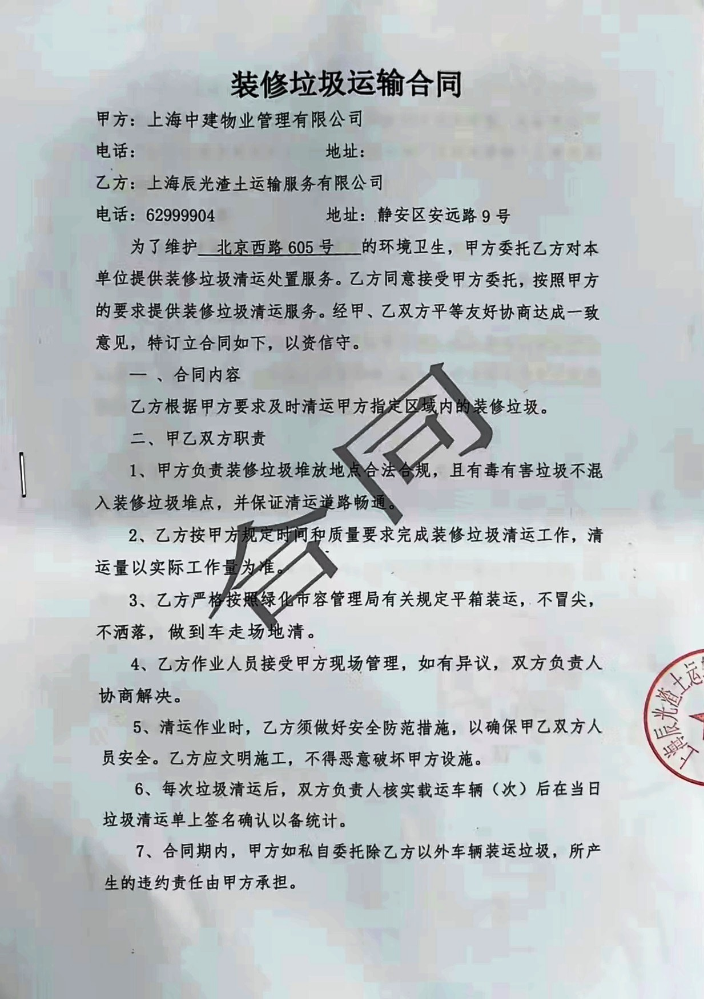 装修垃圾运输合同
甲方：上海中建物业管理有限公司
电话： 地址：
乙方：上海辰光渣土运输服务有限公司
电话：62999904 地址：静安区安远路9号
为了维护 北京西路605号 的环境卫生，甲方委托乙方对本
单位提供装修垃圾清运处置服务。乙方同意接受甲方委托，按照甲方
的要求提供装修垃圾清运服务。经甲、乙双方平等友好协商达成一致
意见，特订立合同如下，以资信守。
一、合同内容
乙方根据甲方要求及时清运甲方指定区域内的装修垃圾。
二、甲乙双方职责
1、甲方负责装修垃圾堆放地点合法合规，且有毒有害垃圾不混
入装修垃圾堆点，并保证清运道路畅通。
2、乙方按甲方规定时间和质量要求完成装修垃圾清运工作，清
运量以实际工作量为准。
3、乙方严格按照绿化市容管理局有关规定平箱装运，不冒尖，
不洒落，做到车走场地清。
4、乙方作业人员接受甲方现场管理，如有异议，双方负责人
协商解决。
5、清运作业时，乙方须做好安全防范措施，以确保甲乙双方人
员安全。乙方应文明施工，不得恶意破坏甲方设施。
6、每次垃圾清运后，双方负责人核实载运车辆（次）后在当日
垃圾清运单上签名确认以备统计。
7、合同期内，甲方如私自委托除乙方以外车辆装运垃圾，所产
生的违约责任由甲方承担。
合同
上海辰光渣土运